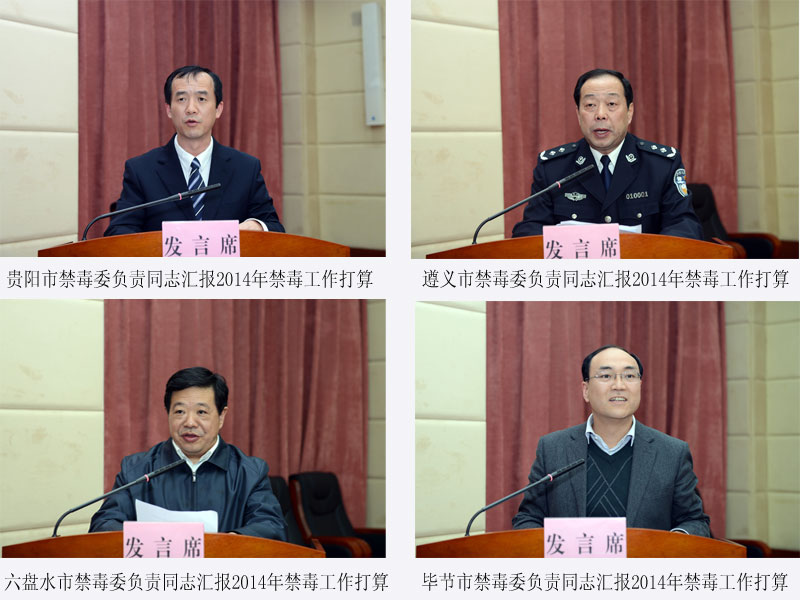 发言席
发言席
贵阳市禁毒委负责同志汇报2014年禁毒工作打算
遵义市禁毒委负责同志汇报2014年禁毒工作打算
010001
发言席
发言席
六盘水市禁毒委负责同志汇报2014年禁毒工作打算
毕节市禁毒委负责同志汇报2014年禁毒工作打算